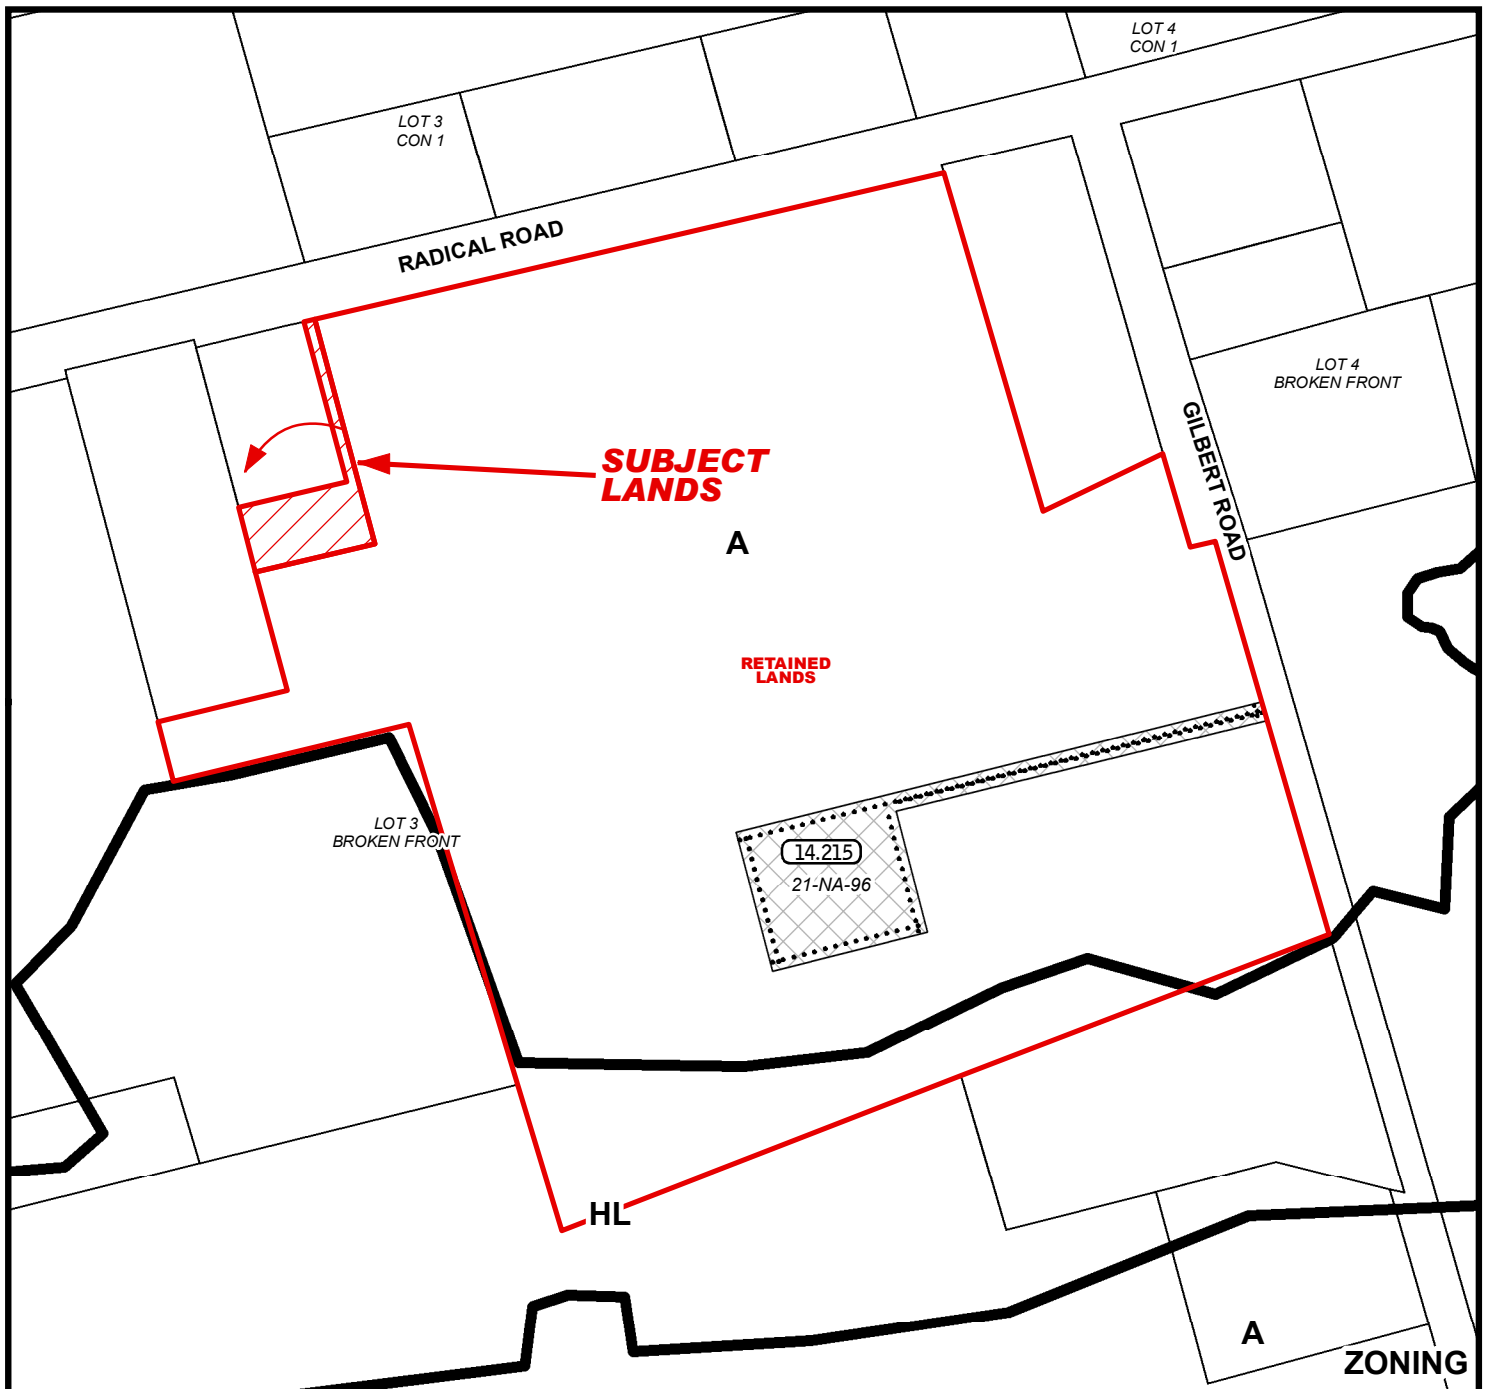 LOT 4
CON 1
LOT 3
CON 1
RADICAL ROAD
LOT 4
BROKEN FRONT
GILBERT ROAD
SUBJECT
LANDS
A
RETAINED
LANDS
LOT 3
BROKEN FRONT
14.215
21-NA-96
HL
A
ZONING